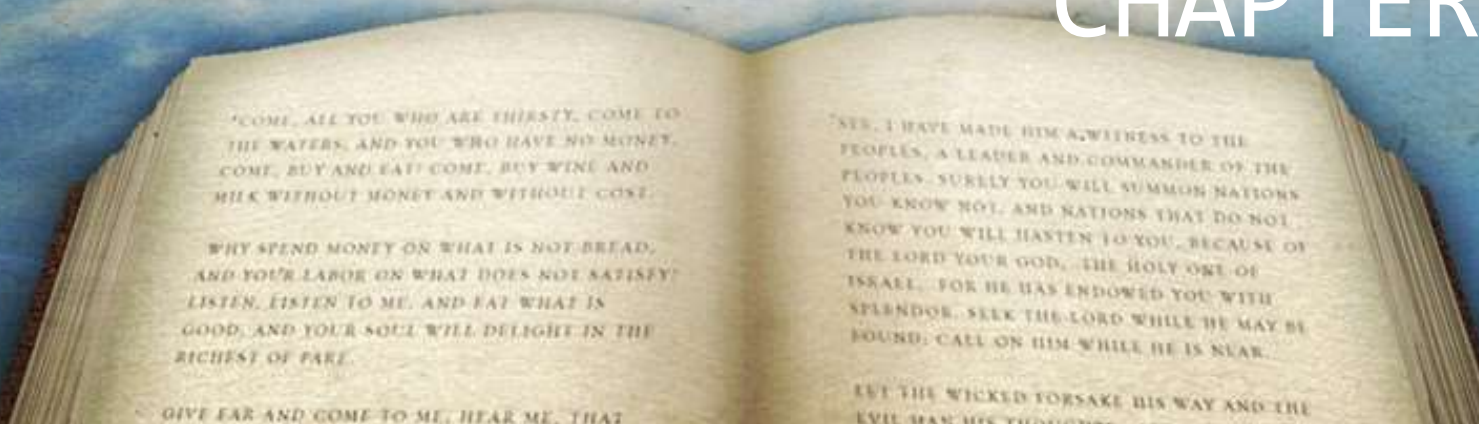 CHAPTER
"COME, ALL YOU WHO ARE THIRSTY, COME TO
THE WATERS; AND YOU WHO HAVE NO MONEY,
COME, BUY AND EAT! COME, BUY WINE AND
MILK WITHOUT MONEY AND WITHOUT COST.
WHY SPEND MONEY ON WHAT IS NOT BREAD,
AND YOUR LABOR ON WHAT DOES NOT SATISFY?
LISTEN, LISTEN TO ME, AND EAT WHAT IS
GOOD, AND YOUR SOUL WILL DELIGHT IN THE
RICHEST OF FARE.
GIVE EAR AND COME TO ME; HEAR ME, THAT
"SEE, I HAVE MADE HIM A WITNESS TO THE
PEOPLES, A LEADER AND COMMANDER OF THE
PEOPLES. SURELY YOU WILL SUMMON NATIONS
YOU KNOW NOT, AND NATIONS THAT DO NOT
KNOW YOU WILL HASTEN TO YOU, BECAUSE OF
THE LORD YOUR GOD, THE HOLY ONE OF
ISRAEL, FOR HE HAS ENDOWED YOU WITH
SPLENDOR. SEEK THE LORD WHILE HE MAY BE
FOUND; CALL ON HIM WHILE HE IS NEAR.
LET THE WICKED FORSAKE HIS WAY AND THE
EVIL MAN HIS THOUGHTS